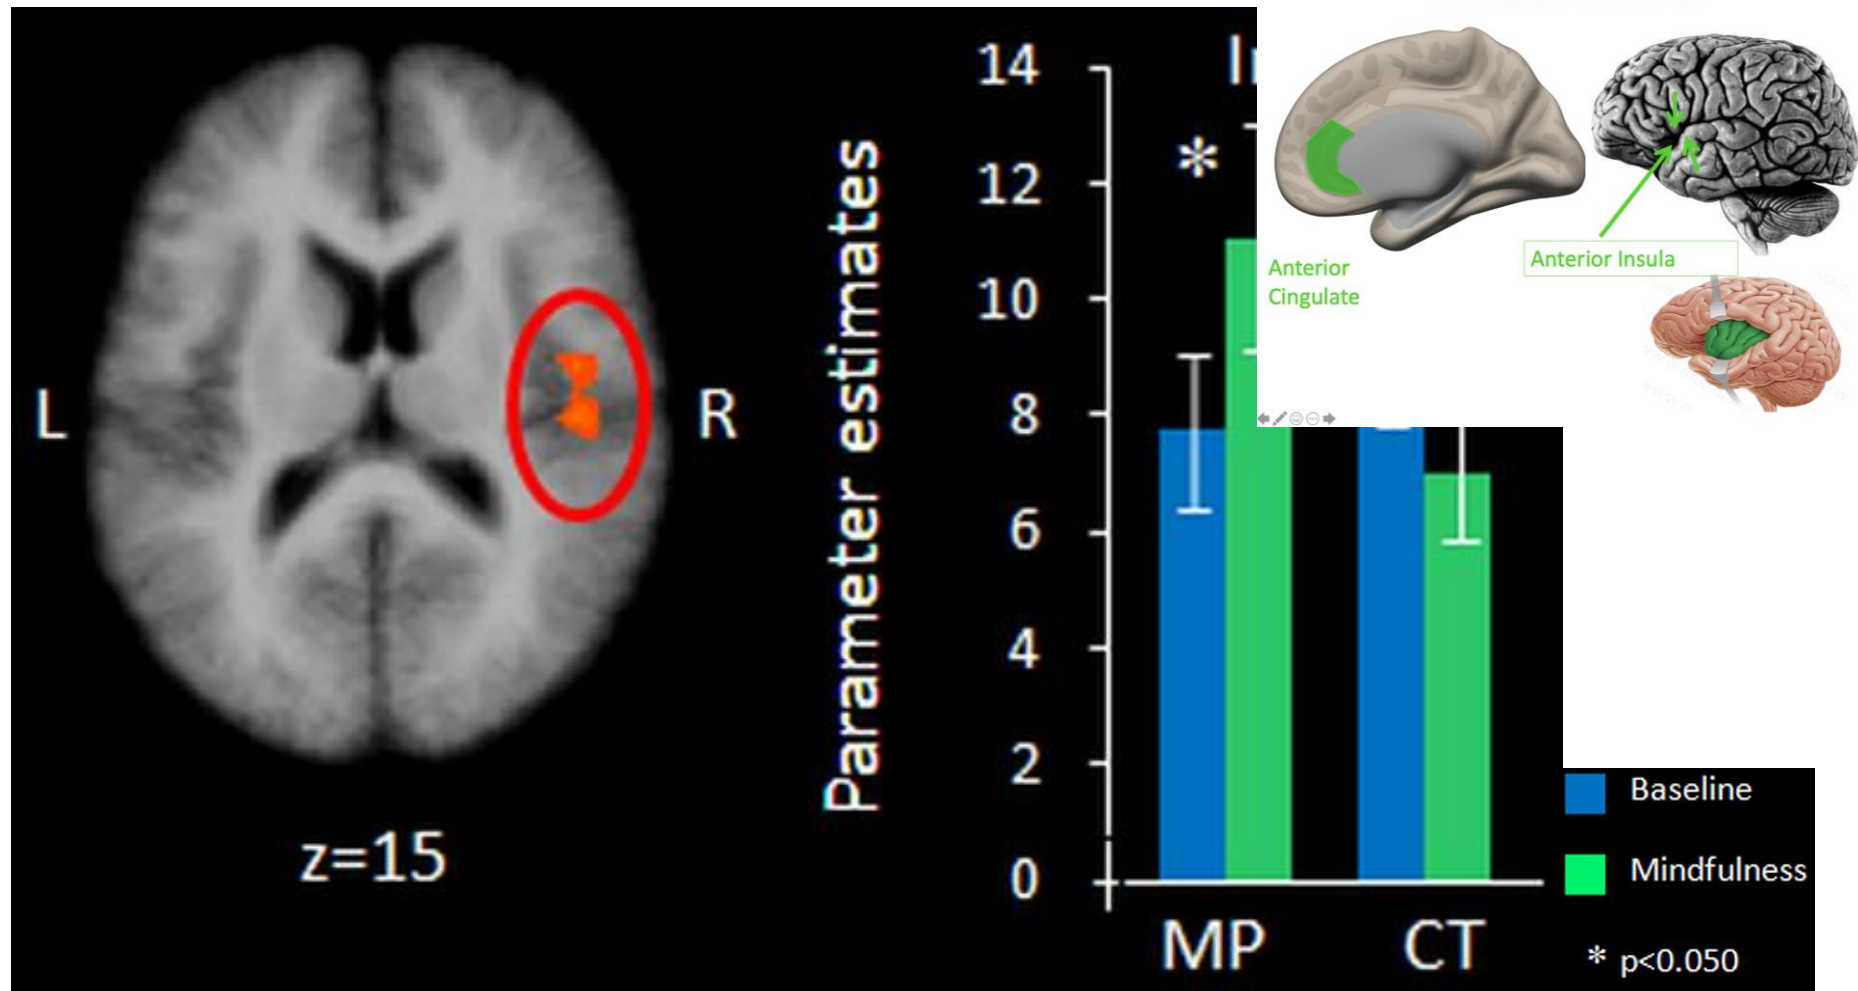 L
R
z=15
Parameter estimates
14
12
10
8
6
4
2
0
*
MP
CT
Anterior
Cingulate
Anterior Insula
Baseline
Mindfulness
* p<0.050